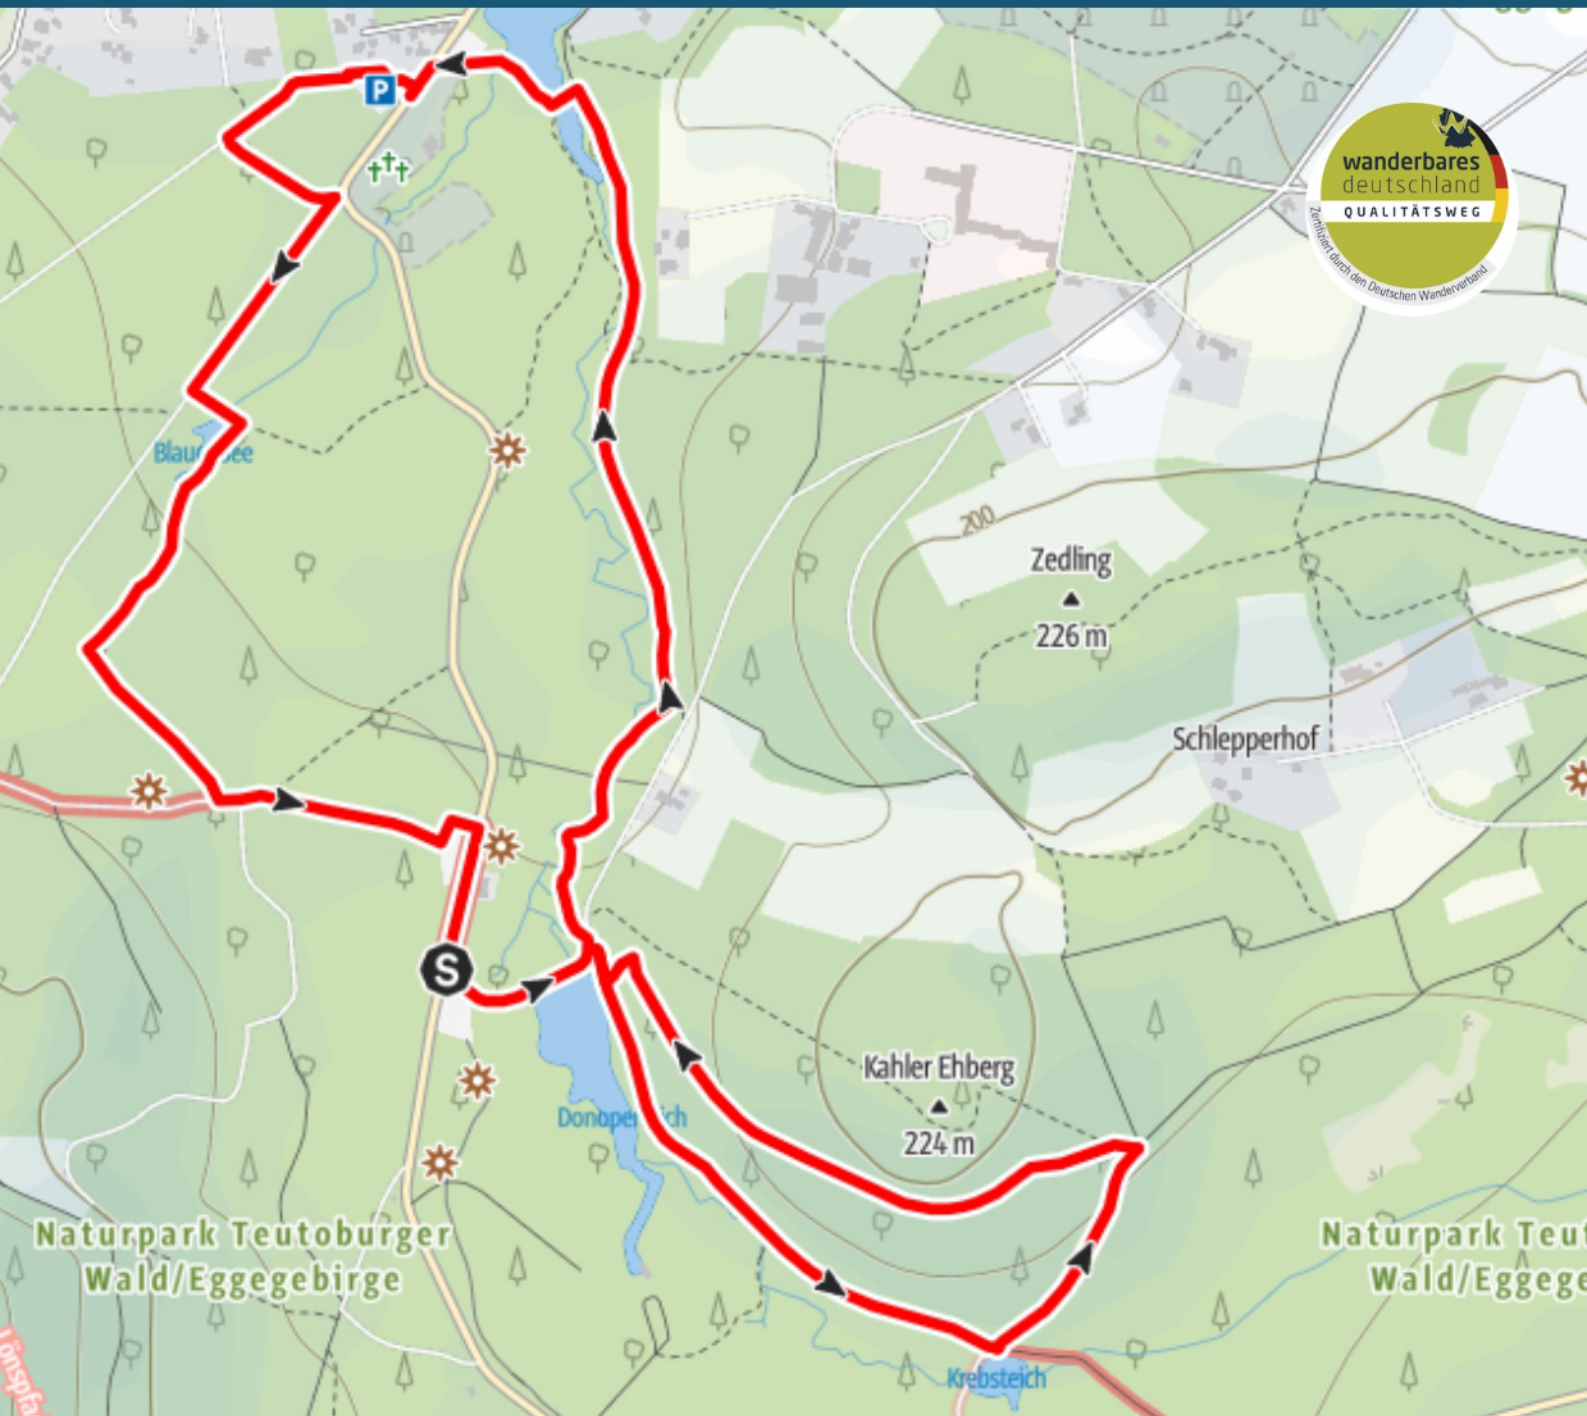 P
wanderbares
deutschland
QUALITÄTSWEG
Zertifiziert durch den Deutschen Wanderverband
200
Zedling
226 m
Schlepperhof
S
Kahler Ehberg
224 m
Naturpark Teutoburger
Wald/Eggegebirge
Naturpark Teut
Wald/Eggege
Krebsteich
Lönspfa